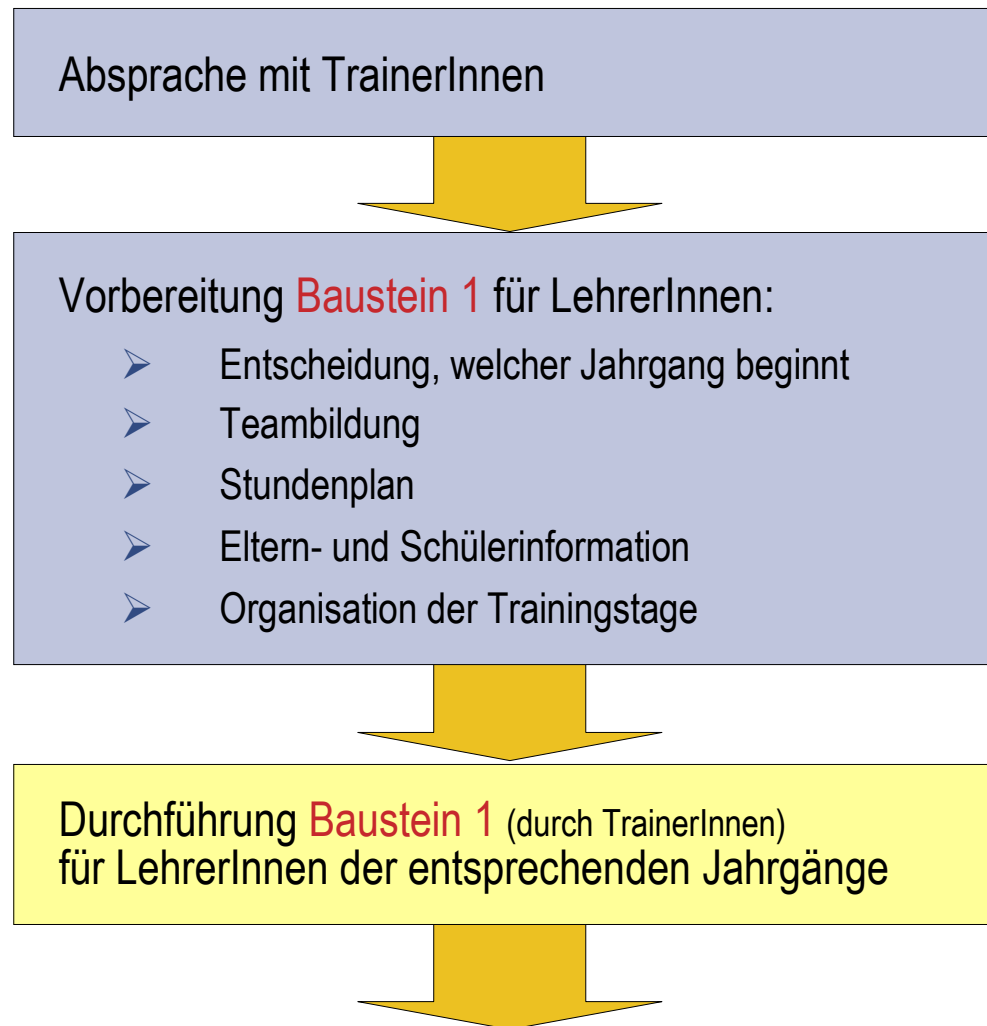 Absprache mit TrainerInnen
Vorbereitung Baustein 1 für LehrerInnen:
➢ Entscheidung, welcher Jahrgang beginnt
➢ Teambildung
➢ Stundenplan
➢ Eltern- und Schülerinformation
➢ Organisation der Trainingstage
Durchführung Baustein 1 (durch TrainerInnen)
für LehrerInnen der entsprechenden Jahrgänge